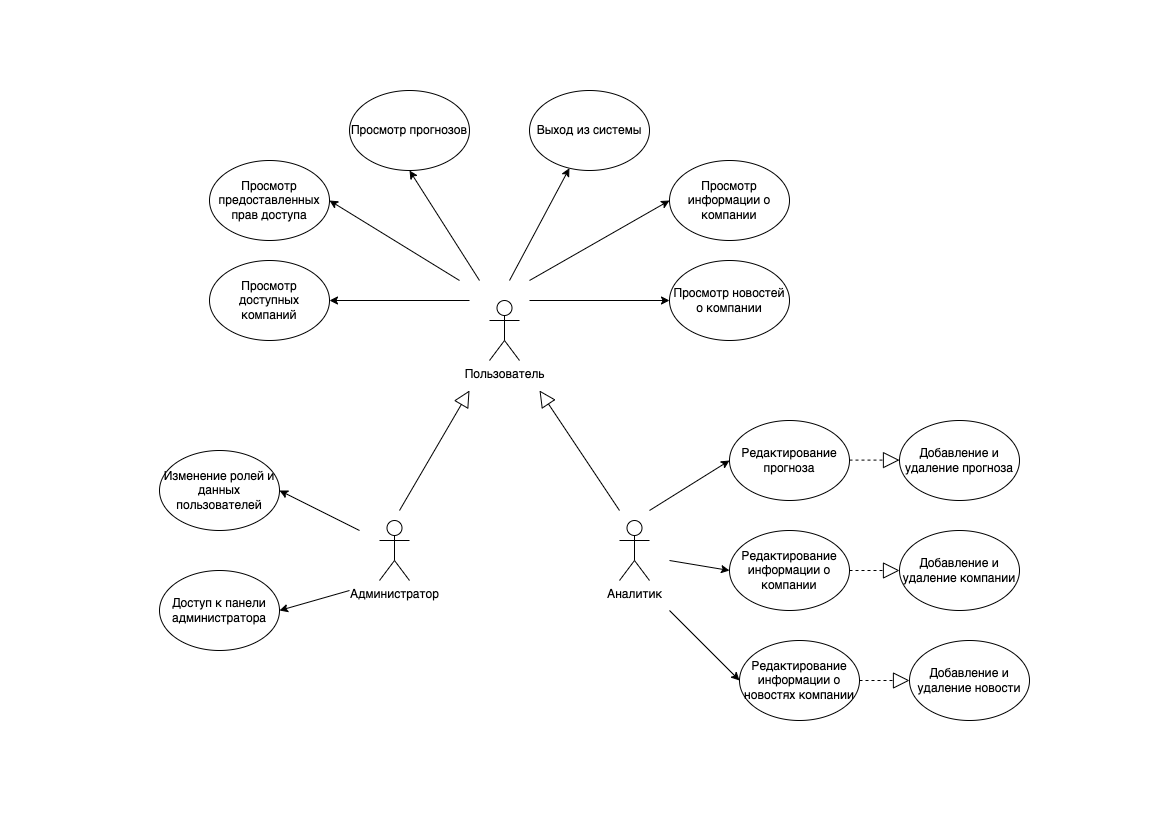 Просмотр прогнозов
Выход из системы
Просмотр
предоставленных
прав доступа
Просмотр
информации о
компании
Просмотр
доступных
компаний
Просмотр новостей
о компании
Пользователь
Изменение ролей и
данных
пользователей
Редактирование
прогноза
Добавление и
удаление прогноза
Администратор
Аналитик
Редактирование
информации о
компании
Добавление и
удаление компании
Доступ к панели
администратора
Редактирование
информации о
новостях компании
Добавление и
удаление новости